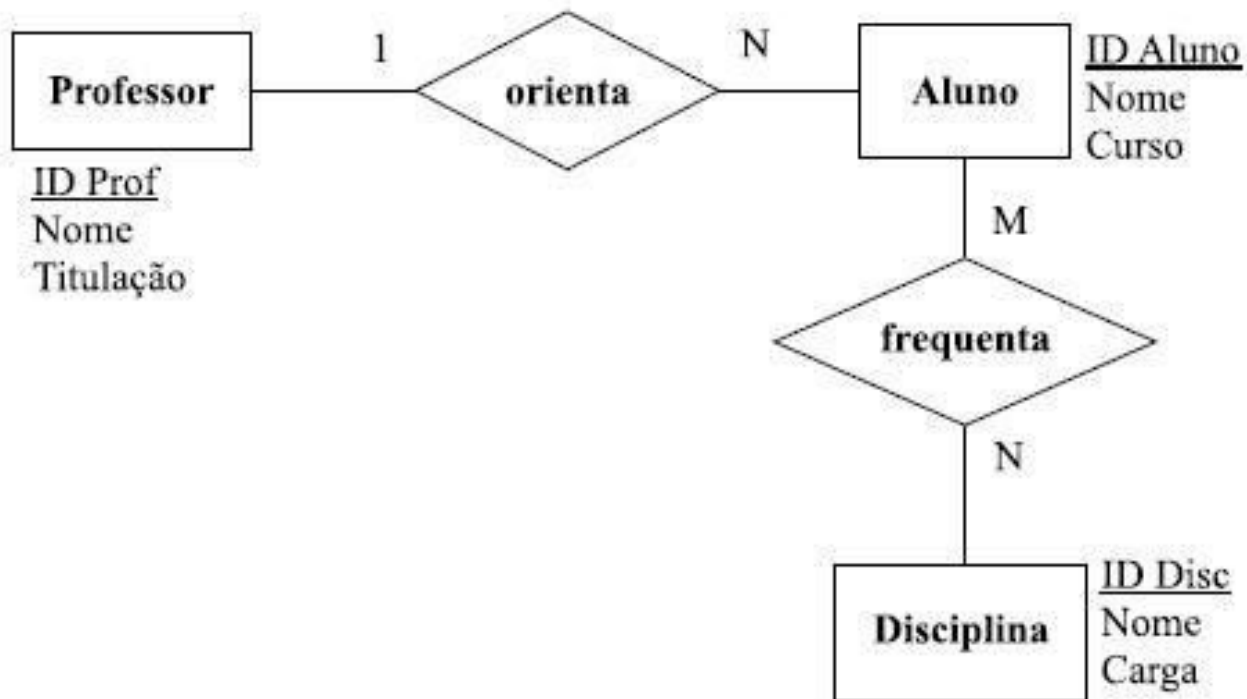 Professor
1
orienta
N
Aluno
ID Aluno
Nome
Curso
ID Prof
Nome
Titulação
M
frequenta
N
Disciplina
ID Disc
Nome
Carga